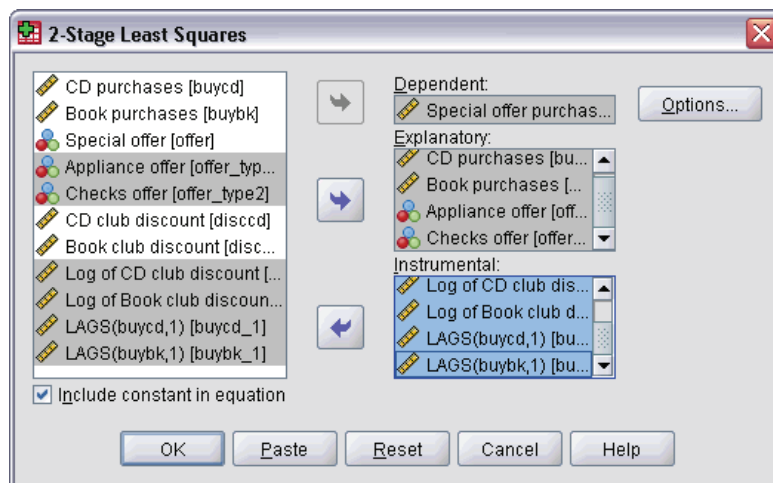 2-Stage Least Squares
CD purchases [buycd]
Book purchases [buybk]
Special offer [offer]
Appliance offer [offer_typ...
Checks offer [offer_type2]
CD club discount [disccd]
Book club discount [disc...
Log of CD club discount [...
Log of Book club discoun...
LAGS(buycd,1) [buycd_1]
LAGS(buybk,1) [buybk_1]
Include constant in equation
Dependent:
Special offer purchas...
Explanatory:
CD purchases [bu...
Book purchases [...
Appliance offer [off...
Checks offer [offer...
Instrumental:
Log of CD club dis...
Log of Book club d...
LAGS(buycd,1) [bu...
LAGS(buybk,1) [bu...
Options...
OK
Paste
Reset
Cancel
Help